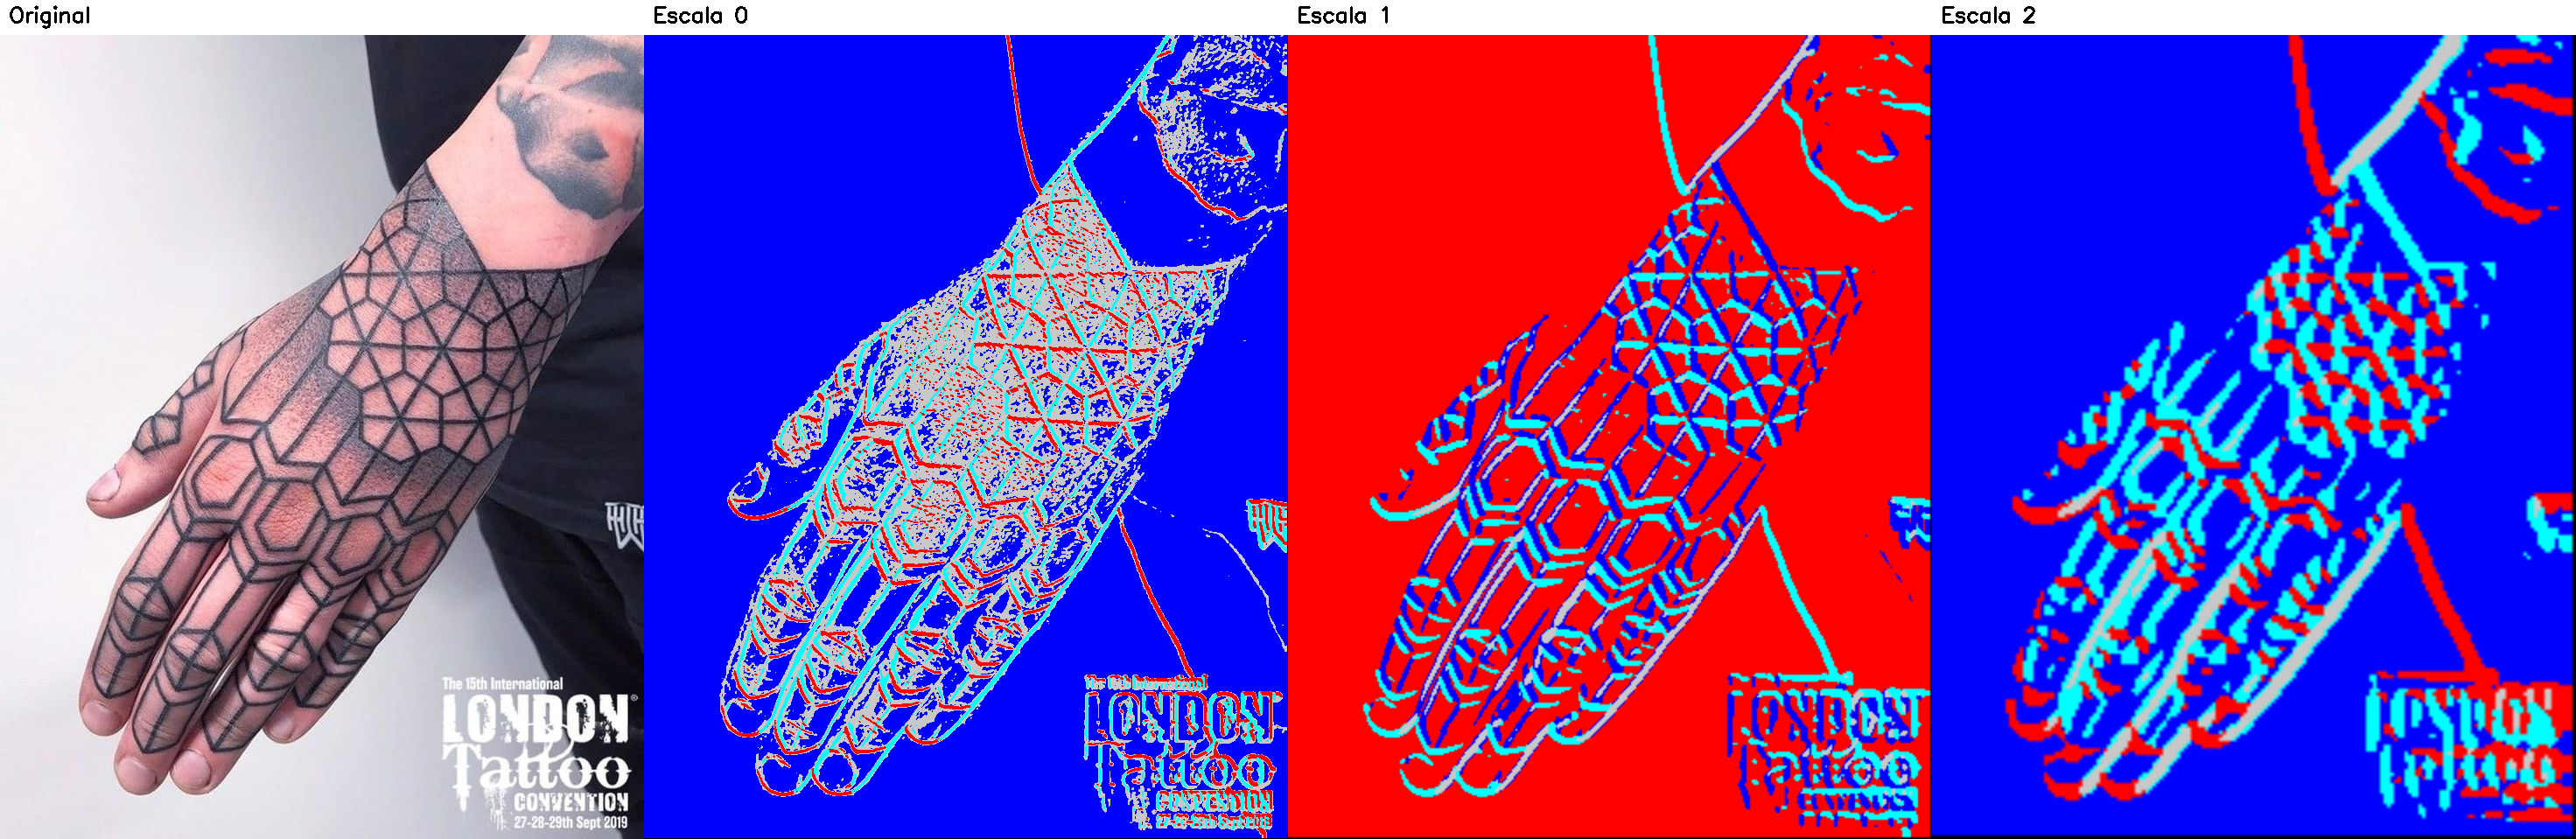 Original
Escala 0
Escala 1
Escala 2
The 15th International
LONDON®
Tattoo
CONVENTION
27-28-29th Sept 2019
The 15th International
LONDON
Tattoo
CONVENTION
27-28-29th Sept 2019
LONDON
Tattoo
LONDON